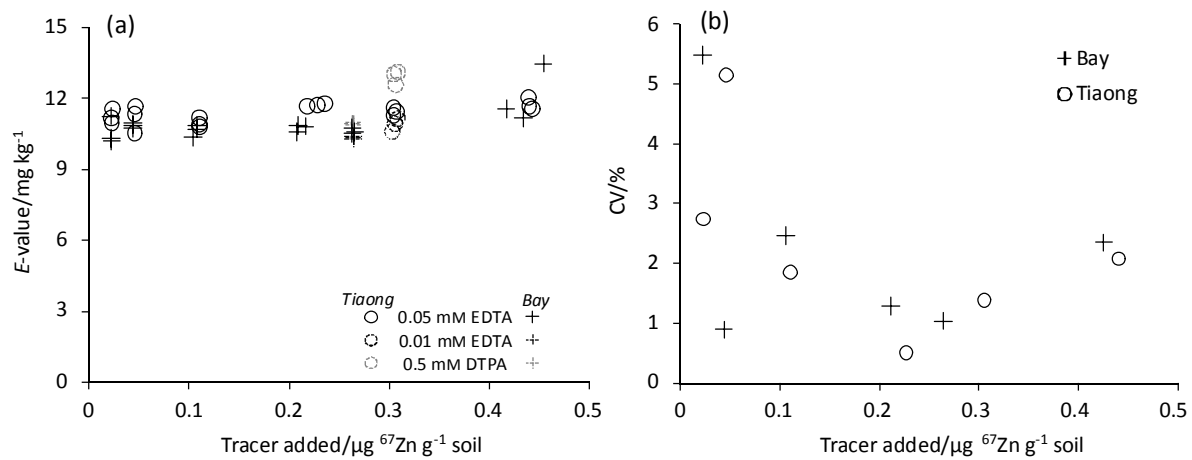 (a)
15
12
9
6
3
0
E-value/mg kg⁻¹
0 0.1 0.2 0.3 0.4 0.5
Tracer added/µg ⁶⁷Zn g⁻¹ soil
Tiaong Bay
0.05 mM EDTA
0.01 mM EDTA
0.5 mM DTPA
(b)
6
5
4
3
2
1
0
CV/%
0 0.1 0.2 0.3 0.4 0.5
Tracer added/µg ⁶⁷Zn g⁻¹ soil
Bay
Tiaong